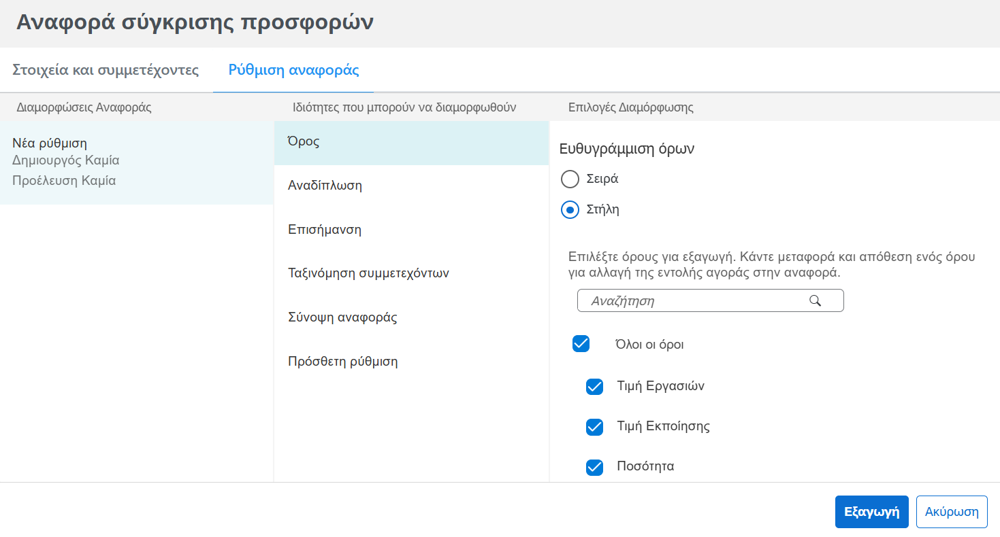 Αναφορά σύγκρισης προσφορών
Στοιχεία και συμμετέχοντες
Ρύθμιση αναφοράς
Διαμορφώσεις Αναφοράς
Ιδιότητες που μπορούν να διαμορφωθούν
Επιλογές Διαμόρφωσης
Νέα ρύθμιση
Δημιουργός Καμία
Προέλευση Καμία
Όρος
Αναδίπλωση
Επισήμανση
Ταξινόμηση συμμετεχόντων
Σύνοψη αναφοράς
Πρόσθετη ρύθμιση
Ευθυγράμμιση όρων
Σειρά
Στήλη
Επιλέξτε όρους για εξαγωγή. Κάντε μεταφορά και απόθεση ενός όρου
για αλλαγή της εντολής αγοράς στην αναφορά.
Αναζήτηση
Όλοι οι όροι
Τιμή Εργασιών
Τιμή Εκποίησης
Ποσότητα
Εξαγωγή
Ακύρωση